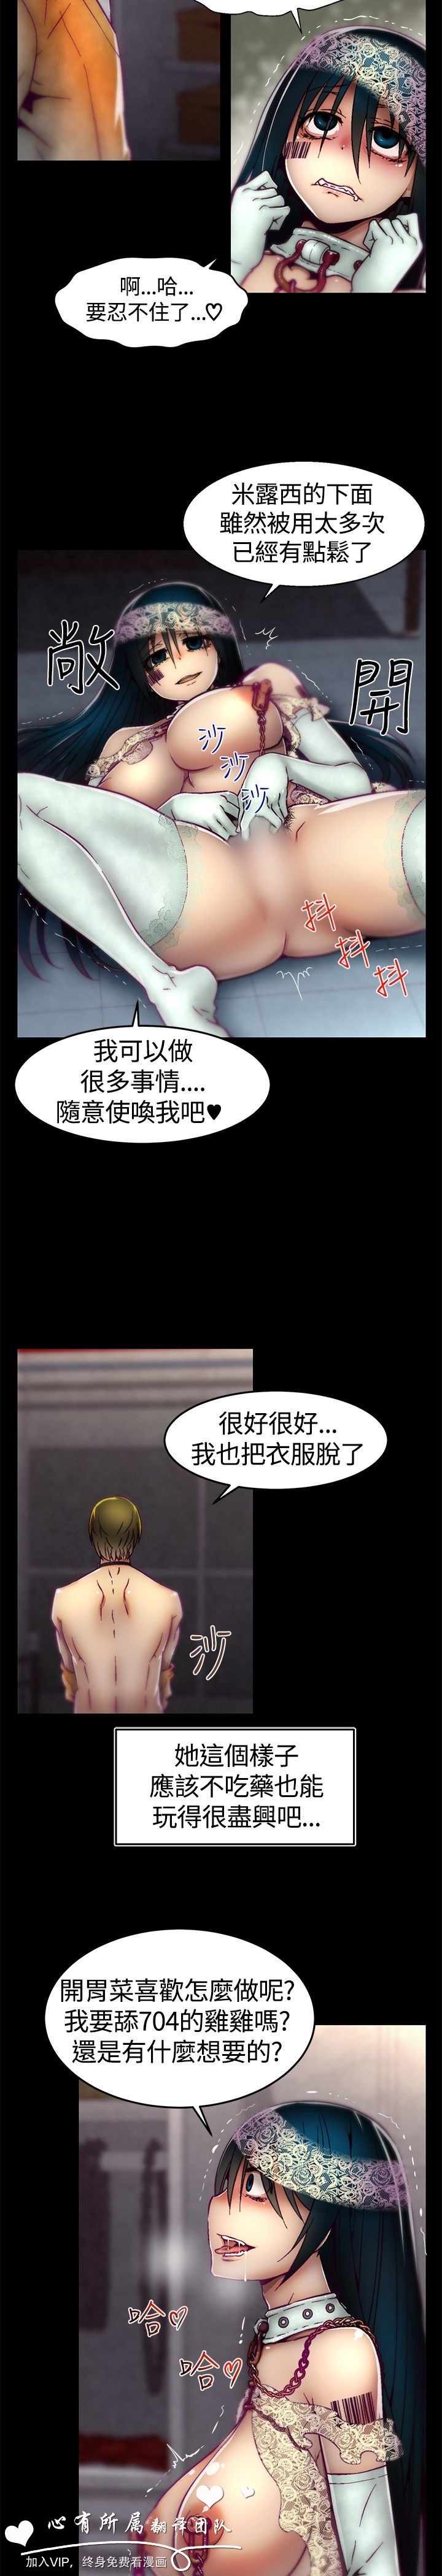 啊...哈...
要忍不住了...♡
米露西的下面
雖然被用太多次
已經有點鬆了
敞
開
沙
沙
沙
抖
抖
抖
我可以做
很多事情....
隨意使喚我吧♥
很好很好...
我也把衣服脫了
沙
她這個樣子
應該不吃藥也能
玩得很盡興吧...
開胃菜喜歡怎麼做呢?
我要舔704的雞雞嗎?
還是有什麼想要的?
哈♡
哈♡
心有所属翻译团队
加入VIP，终身免费看漫画